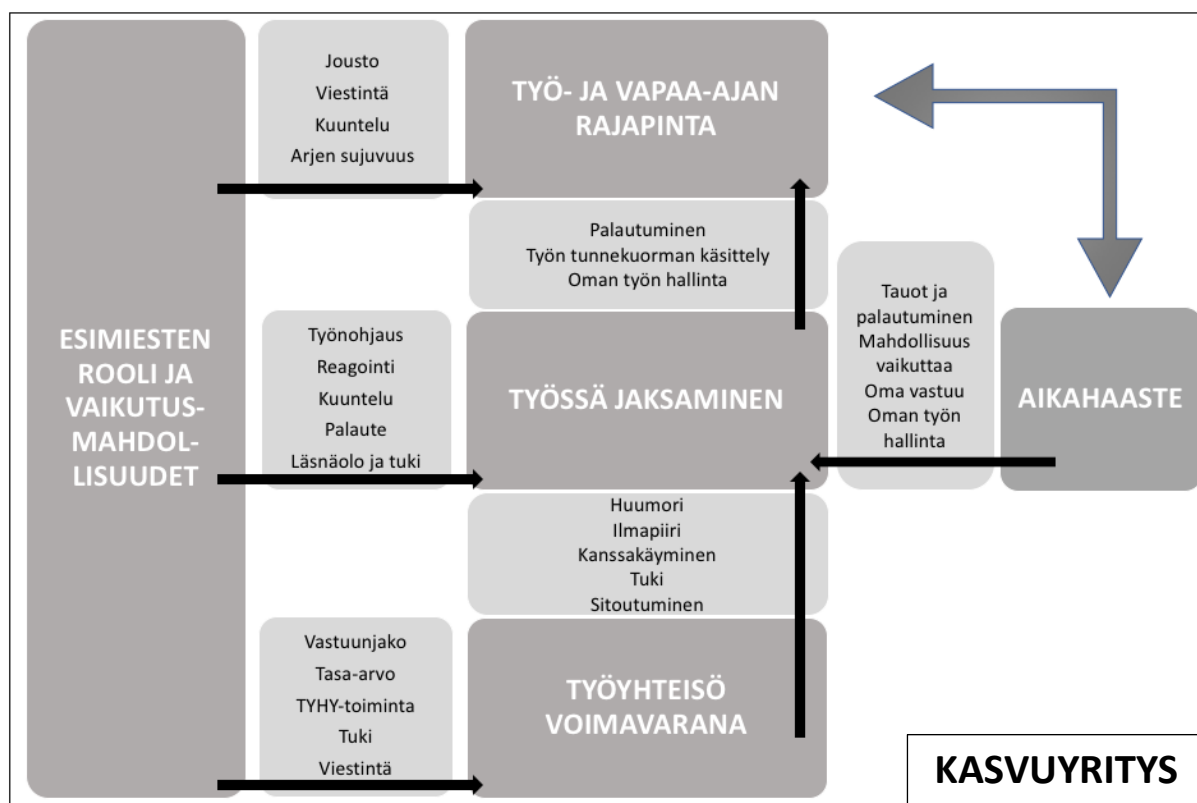 ESIMIESTEN
ROOLI JA
VAIKUTUS-
MAHDOL-
LISUUDET
Jousto
Viestintä
Kuuntelu
Arjen sujuvuus
TYÖ- JA VAPAA-AJAN
RAJAPINTA
Palautuminen
Työn tunnekuorman käsittely
Oman työn hallinta
Työnohjaus
Reagointi
Kuuntelu
Palaute
Läsnäolo ja tuki
TYÖSSÄ JAKSAMINEN
Tauot ja
palautuminen
Mahdollisuus
vaikuttaa
Oma vastuu
Oman työn
hallinta
AIKAHAASTE
Huumori
Ilmapiiri
Kanssakäyminen
Tuki
Sitoutuminen
Vastuunjako
Tasa-arvo
TYHY-toiminta
Tuki
Viestintä
TYÖYHTEISÖ
VOIMAVARANA
KASVUYRITYS